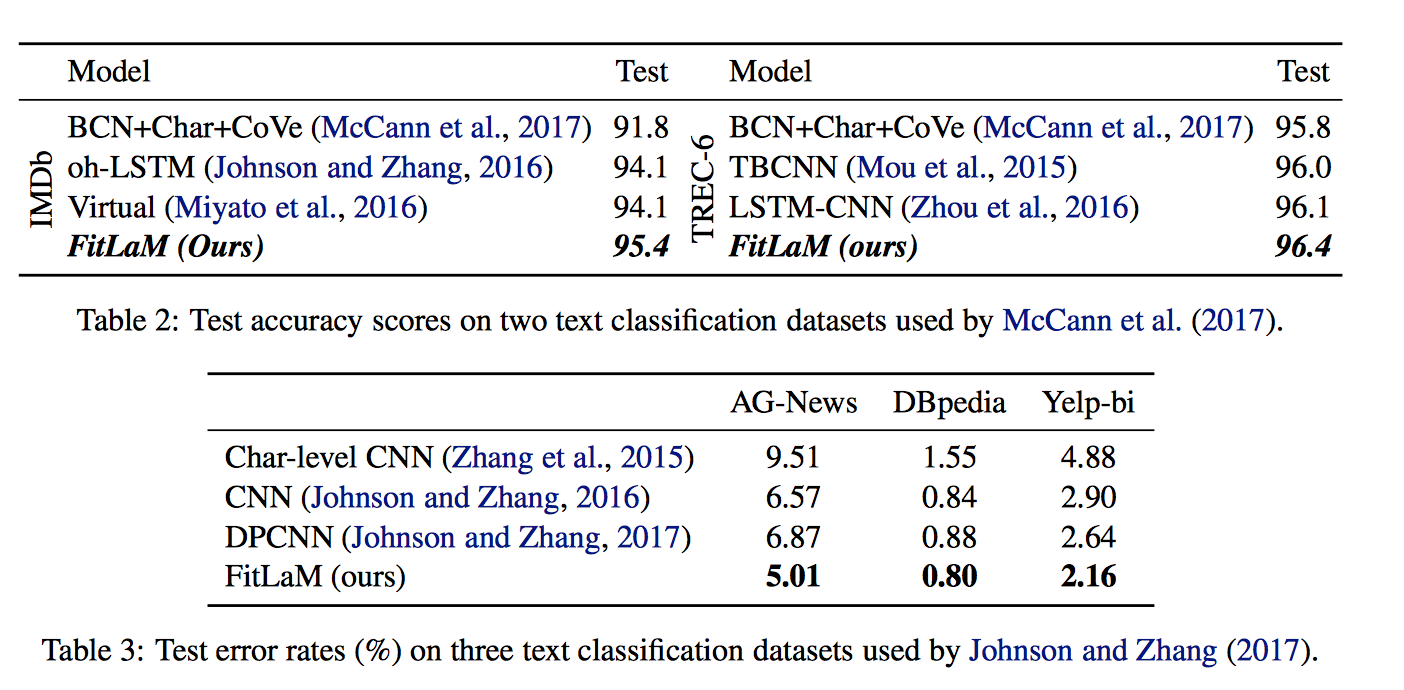 Model Test Model Test
IMDb
BCN+Char+CoVe (McCann et al., 2017) 91.8
oh-LSTM (Johnson and Zhang, 2016) 94.1
Virtual (Miyato et al., 2016) 94.1
FitLaM (Ours) 95.4
TREC-6
BCN+Char+CoVe (McCann et al., 2017) 95.8
TBCNN (Mou et al., 2015) 96.0
LSTM-CNN (Zhou et al., 2016) 96.1
FitLaM (ours) 96.4
Table 2: Test accuracy scores on two text classification datasets used by McCann et al. (2017).
AG-News DBpedia Yelp-bi
Char-level CNN (Zhang et al., 2015) 9.51 1.55 4.88
CNN (Johnson and Zhang, 2016) 6.57 0.84 2.90
DPCNN (Johnson and Zhang, 2017) 6.87 0.88 2.64
FitLaM (ours) 5.01 0.80 2.16
Table 3: Test error rates (%) on three text classification datasets used by Johnson and Zhang (2017).